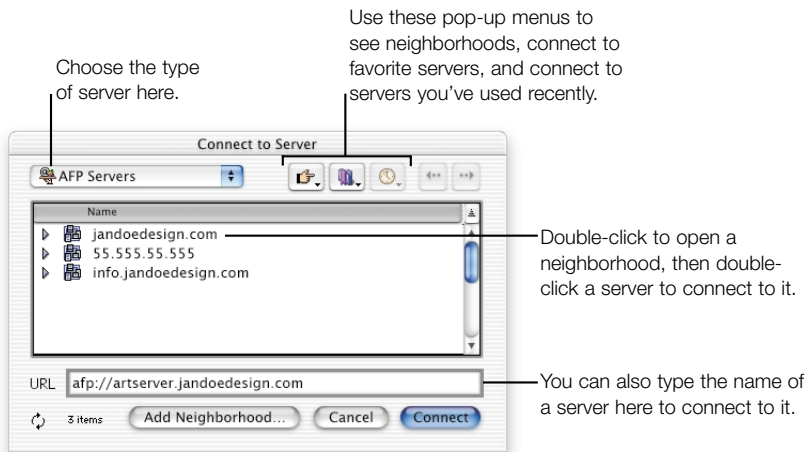 Use these pop-up menus to
see neighborhoods, connect to
favorite servers, and connect to
servers you've used recently.
Choose the type
of server here.
Connect to Server
AFP Servers
Name
jandoedesign.com
55.555.55.555
info.jandoedesign.com
Double-click to open a
neighborhood, then double-
click a server to connect to it.
URL afp://artserver.jandoedesign.com
You can also type the name of
a server here to connect to it.
3 items Add Neighborhood... Cancel Connect